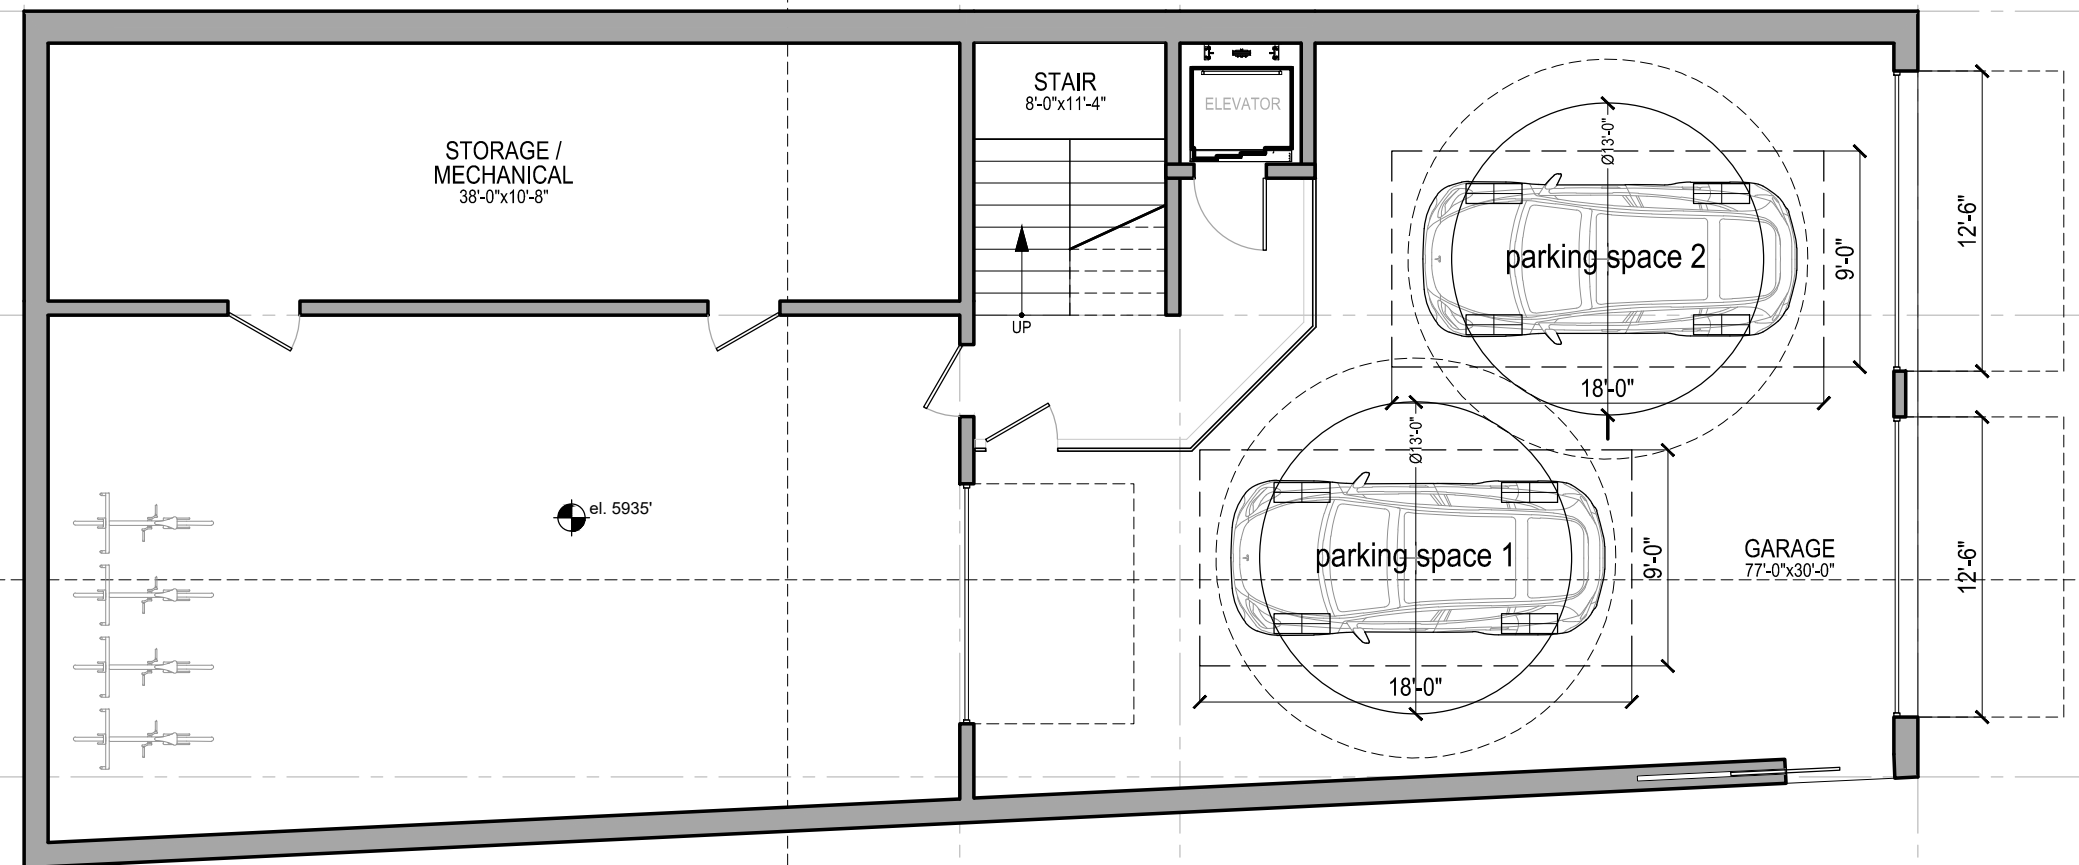 STAIR
8'-0"x11'-4"
ELEVATOR
STORAGE /
MECHANICAL
38'-0"x10'-8"
UP
Ø13'-0"
parking space 2
9'-0"
18'-0"
12'-6"
Ø13'-0"
parking space 1
9'-0"
18'-0"
el. 5935'
GARAGE
77'-0"x30'-0"
12'-6"